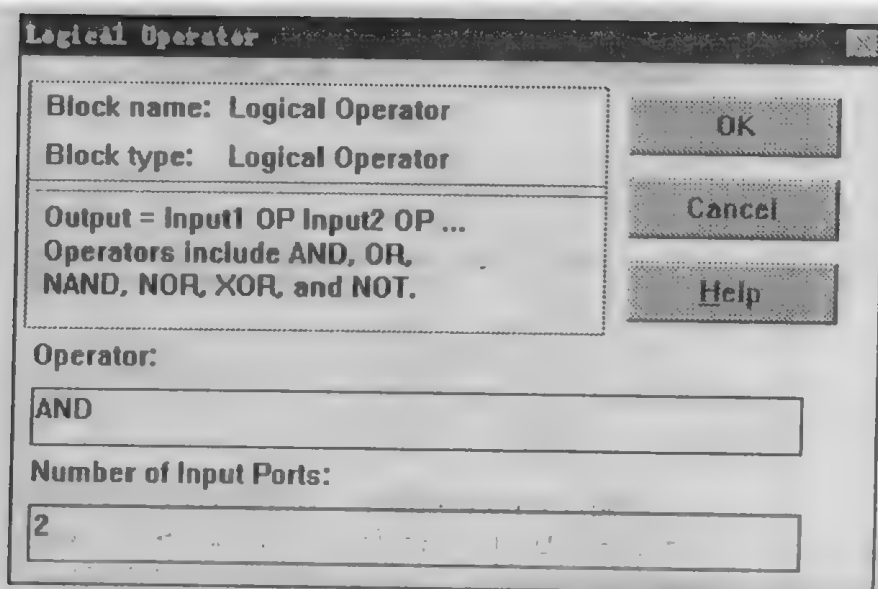 Logical Operator
Block name: Logical Operator
Block type: Logical Operator
Output = Input1 OP Input2 OP ...
Operators include AND, OR,
NAND, NOR, XOR, and NOT.
OK
Cancel
Help
Operator:
AND
Number of Input Ports:
2